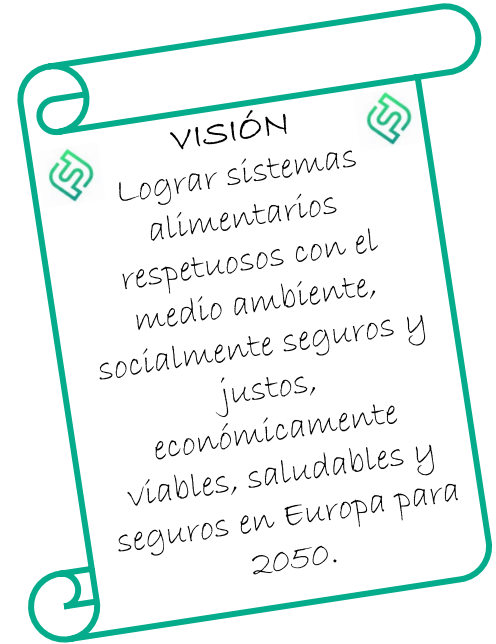 VISIÓN
Lograr sistemas
alimentarios
respetuosos con el
medio ambiente,
socialmente seguros y
justos,
económicamente
viables, saludables y
seguros en Europa para
2050.